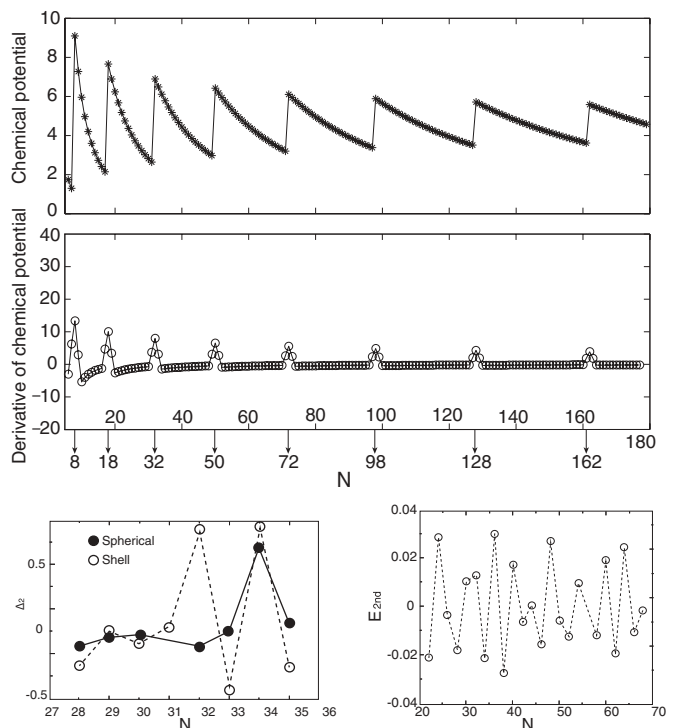 10
8
6
4
2
0
Chemical potential
40
30
20
10
0
−10
−20
Derivative of chemical potential
20 40 60 80 100 120 140 160
180
8 18 32 50 72 98 128 162
N
Spherical
Shell
0.5
0
-0.5
Δ2
27 28 29 30 31 32 33 34 35 36
N
0.04
0.02
0
-0.02
-0.04
E2nd
20 30 40 50 60 70
N